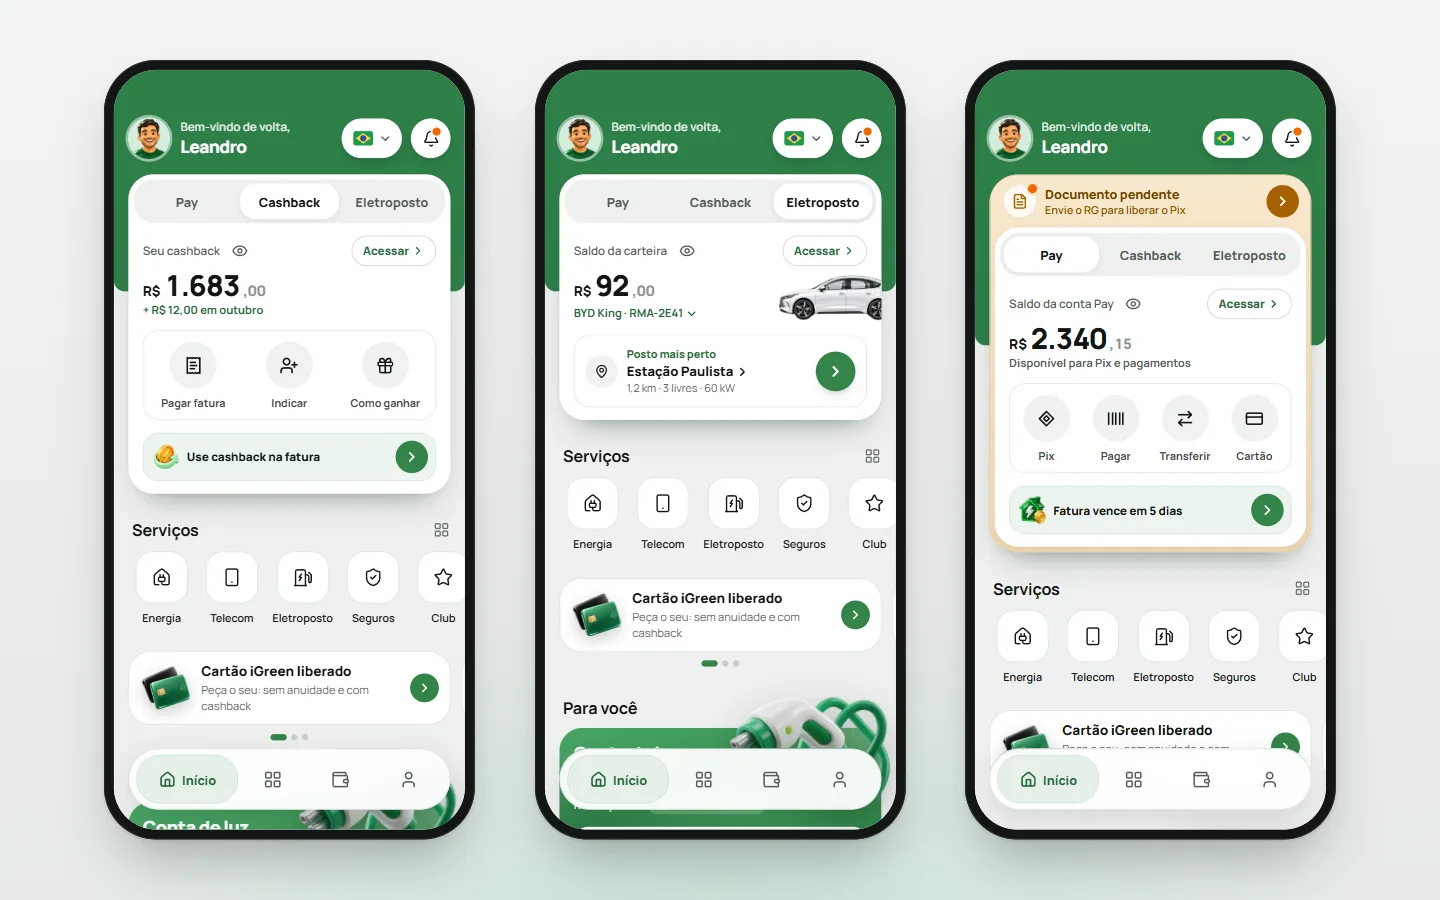 Bem-vindo de volta,
Leandro
Pay Cashback Eletroposto
Seu cashback Acessar
R$ 1.683,00
+ R$ 12,00 em outubro
Pagar fatura Indicar Como ganhar
Use cashback na fatura
Serviços
Energia Telecom Eletroposto Seguros Club
Cartão iGreen liberado
Peça o seu: sem anuidade e com
cashback
Início
Conta de luz
Bem-vindo de volta,
Leandro
Pay Cashback Eletroposto
Saldo da carteira Acessar
R$ 92,00
BYD King · RMA-2E41
Posto mais perto
Estação Paulista
1,2 km · 3 livres · 60 kW
Serviços
Energia Telecom Eletroposto Seguros Club
Cartão iGreen liberado
Peça o seu: sem anuidade e com
cashback
Para você
Início
Bem-vindo de volta,
Leandro
Documento pendente
Envie o RG para liberar o Pix
Pay Cashback Eletroposto
Saldo da conta Pay Acessar
R$ 2.340,15
Disponível para Pix e pagamentos
Pix Pagar Transferir Cartão
Fatura vence em 5 dias
Serviços
Energia Telecom Eletroposto Seguros Club
Cartão iGreen liberado
Início